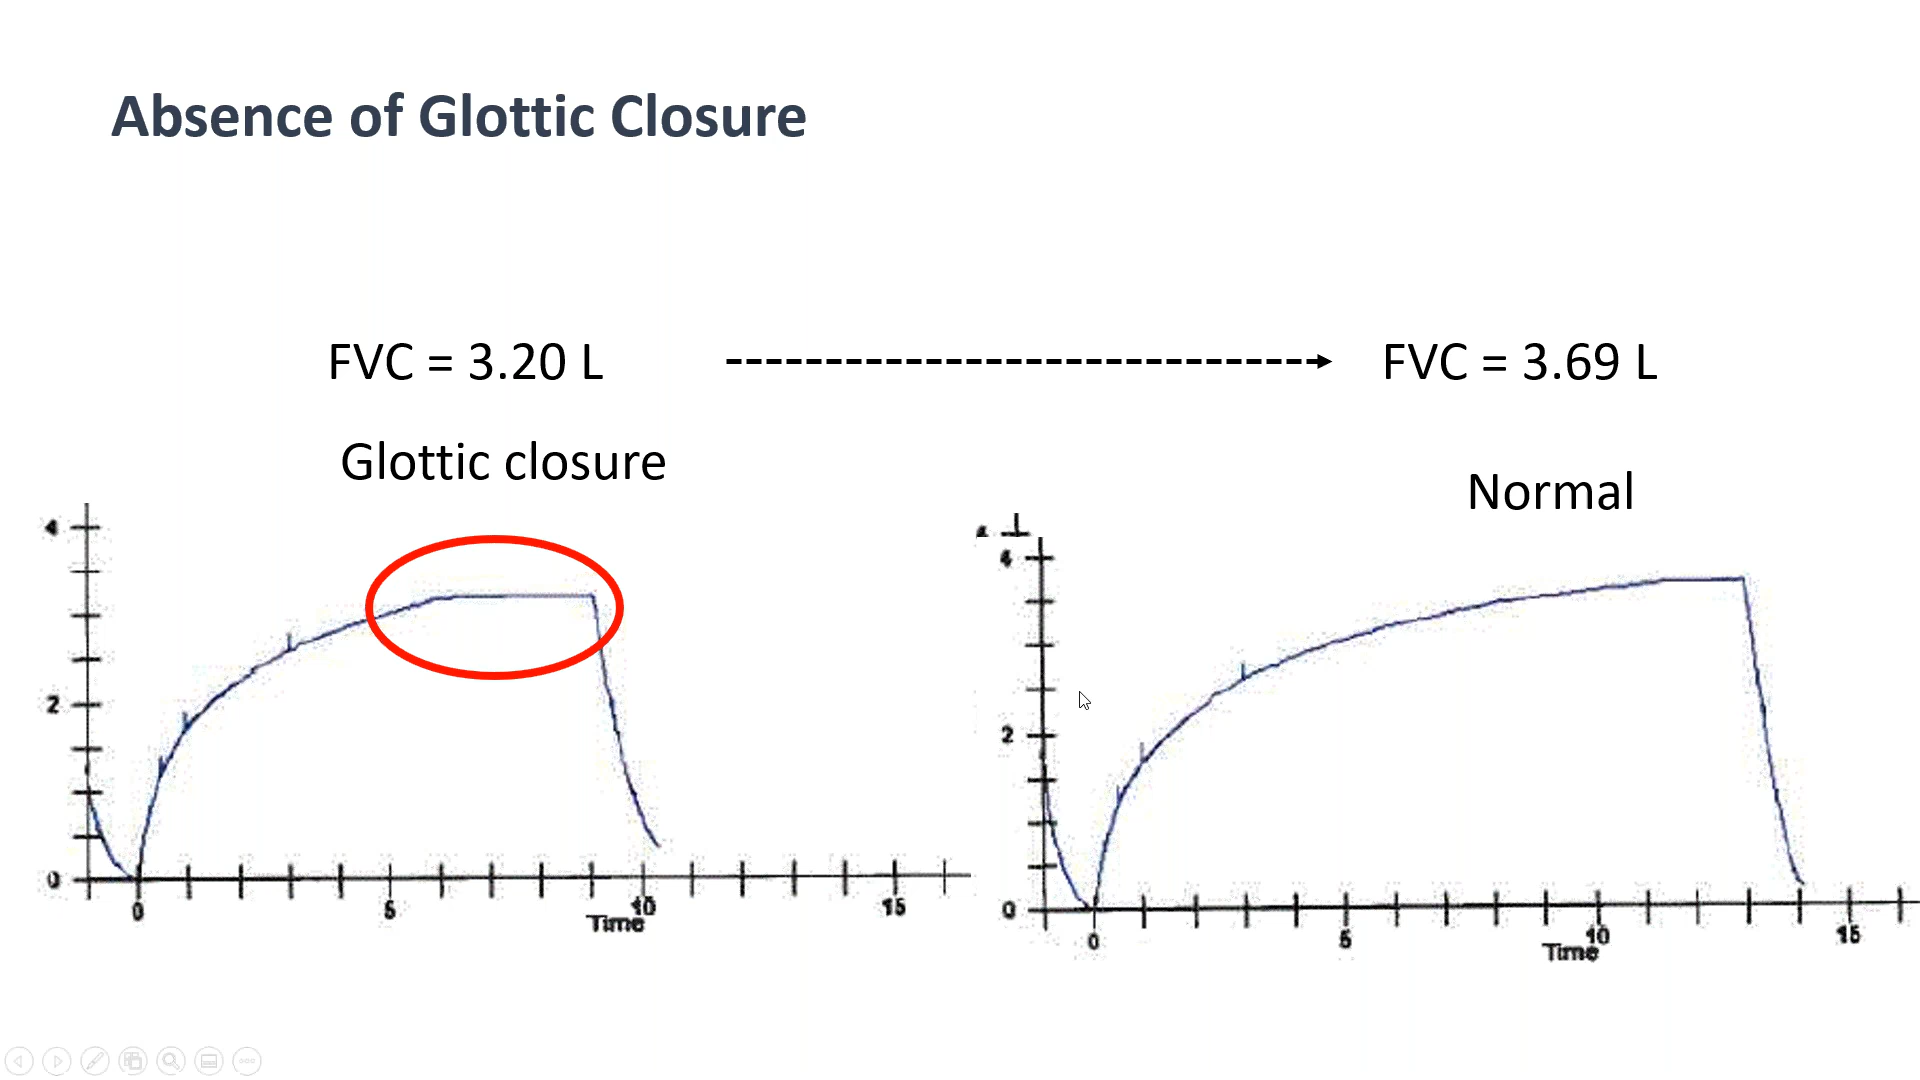 Absence of Glottic Closure
FVC = 3.20 L
FVC = 3.69 L
Glottic closure
Normal
4
2
0
0
5
10
15
Time
4
4
2
0
0
5
10
15
Time